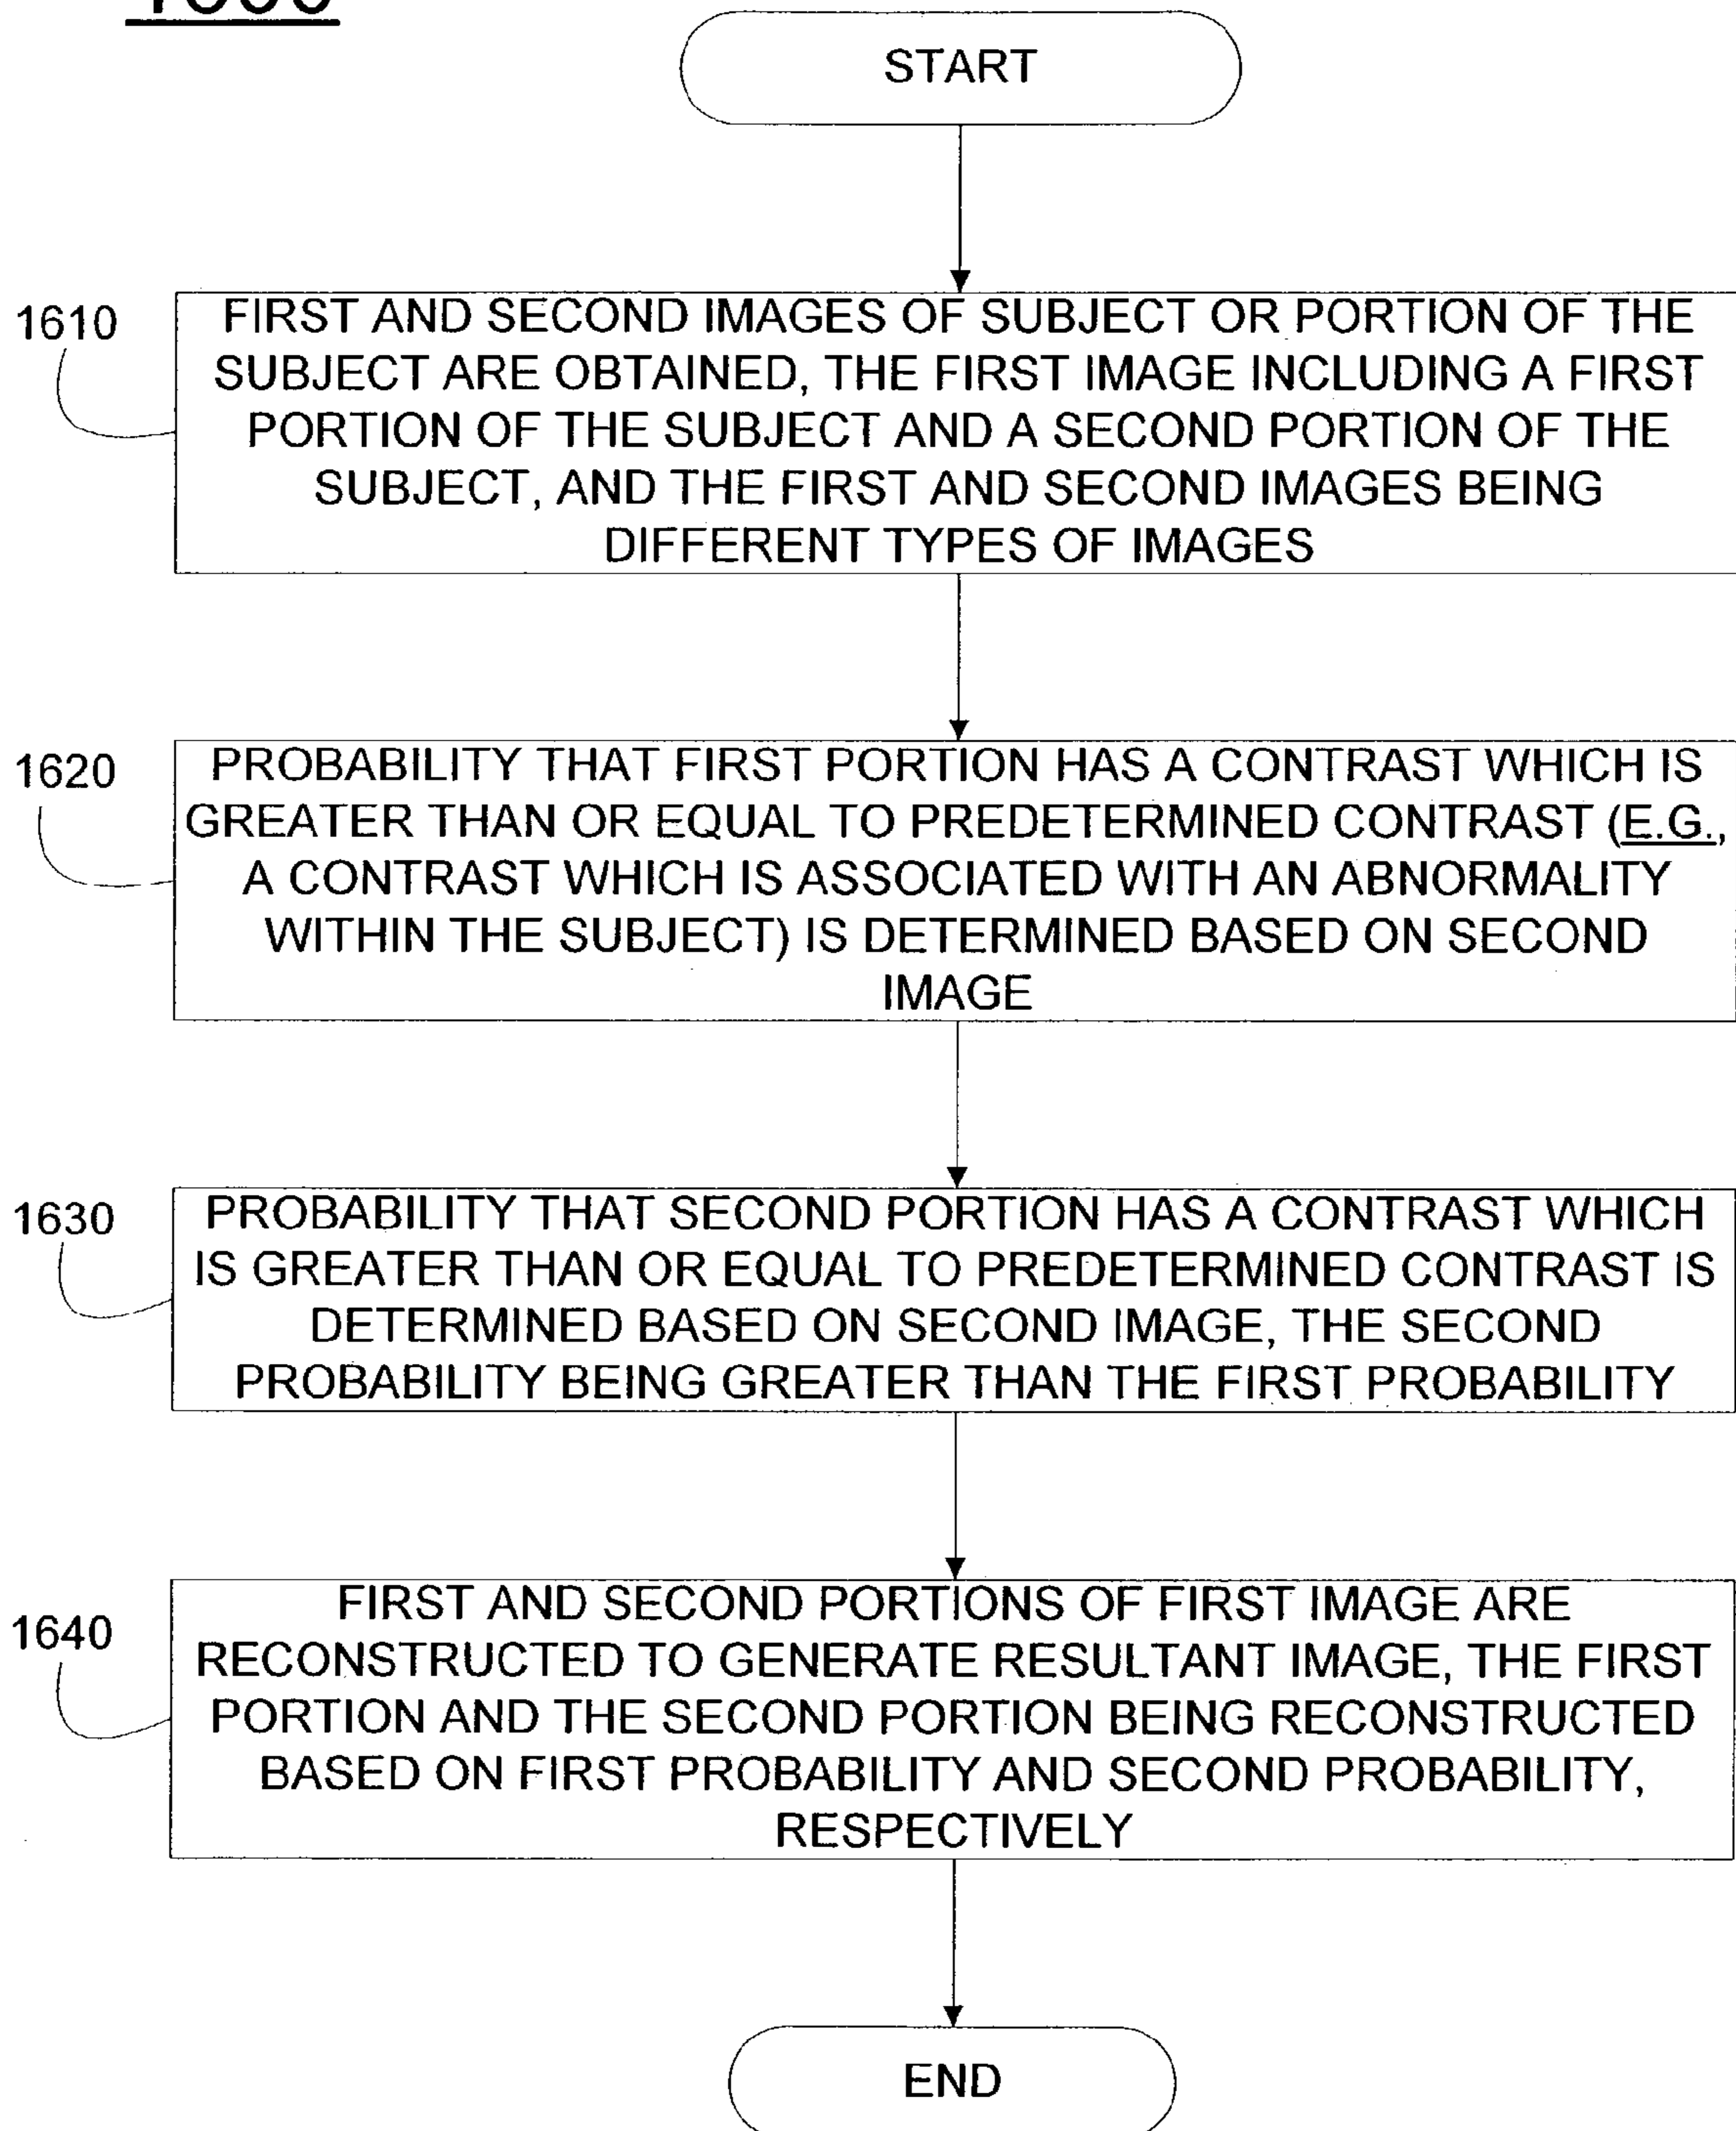 START
1610
FIRST AND SECOND IMAGES OF SUBJECT OR PORTION OF THE
SUBJECT ARE OBTAINED, THE FIRST IMAGE INCLUDING A FIRST
PORTION OF THE SUBJECT AND A SECOND PORTION OF THE
SUBJECT, AND THE FIRST AND SECOND IMAGES BEING
DIFFERENT TYPES OF IMAGES
1620
PROBABILITY THAT FIRST PORTION HAS A CONTRAST WHICH IS
GREATER THAN OR EQUAL TO PREDETERMINED CONTRAST (E.G.,
A CONTRAST WHICH IS ASSOCIATED WITH AN ABNORMALITY
WITHIN THE SUBJECT) IS DETERMINED BASED ON SECOND
IMAGE
1630
PROBABILITY THAT SECOND PORTION HAS A CONTRAST WHICH
IS GREATER THAN OR EQUAL TO PREDETERMINED CONTRAST IS
DETERMINED BASED ON SECOND IMAGE, THE SECOND
PROBABILITY BEING GREATER THAN THE FIRST PROBABILITY
1640
FIRST AND SECOND PORTIONS OF FIRST IMAGE ARE
RECONSTRUCTED TO GENERATE RESULTANT IMAGE, THE FIRST
PORTION AND THE SECOND PORTION BEING RECONSTRUCTED
BASED ON FIRST PROBABILITY AND SECOND PROBABILITY,
RESPECTIVELY
END